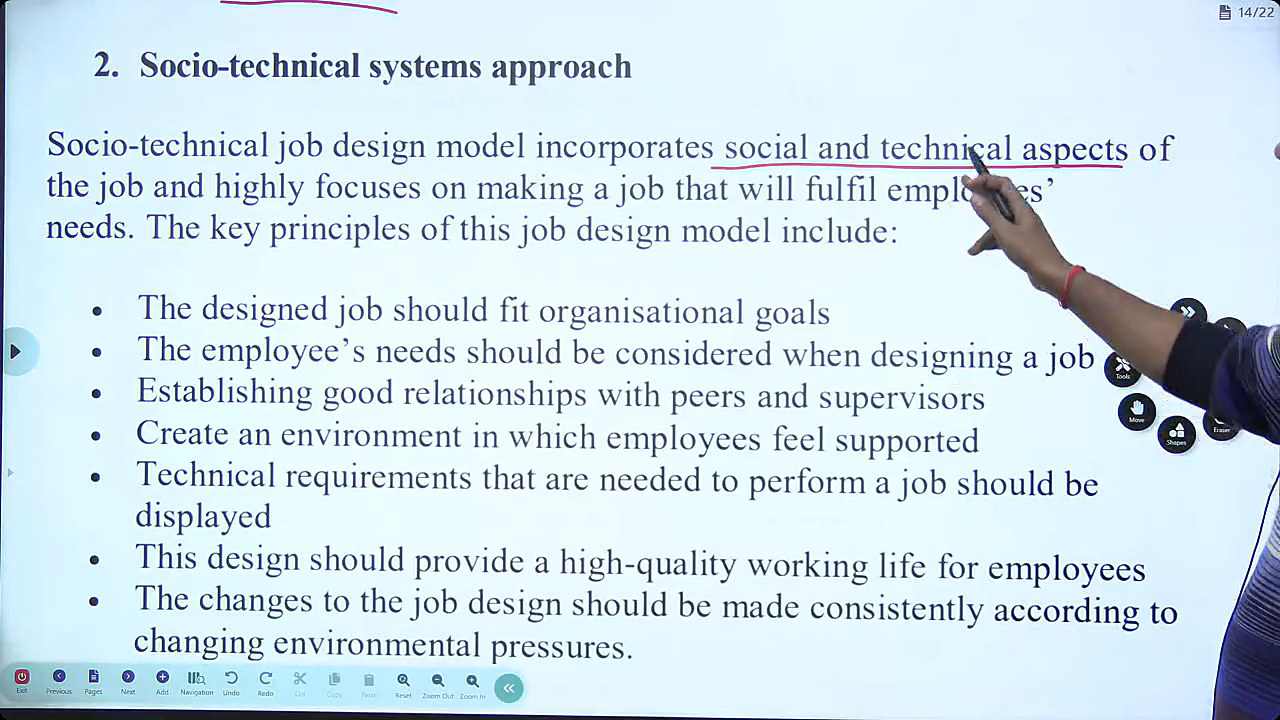 14/22
2. Socio-technical systems approach
Socio-technical job design model incorporates social and technical aspects of
the job and highly focuses on making a job that will fulfil
needs. The key principles of this job design model include:
• The designed job should fit organisational goals
• The employee’s needs should be considered when designing a job
• Establishing good relationships with peers and supervisors
• Create an environment in which employees feel supported
• Technical requirements that are needed to perform a job should be
displayed
• This design should provide a high-quality working life for employees
• The changes to the job design should be made consistently according to
changing environmental pressures.
Tools
Move
Shapes
Eraser
Exit Previous Pages Next Add Navigation Undo Redo Cut Copy Paste Reset Zoom Out Zoom In